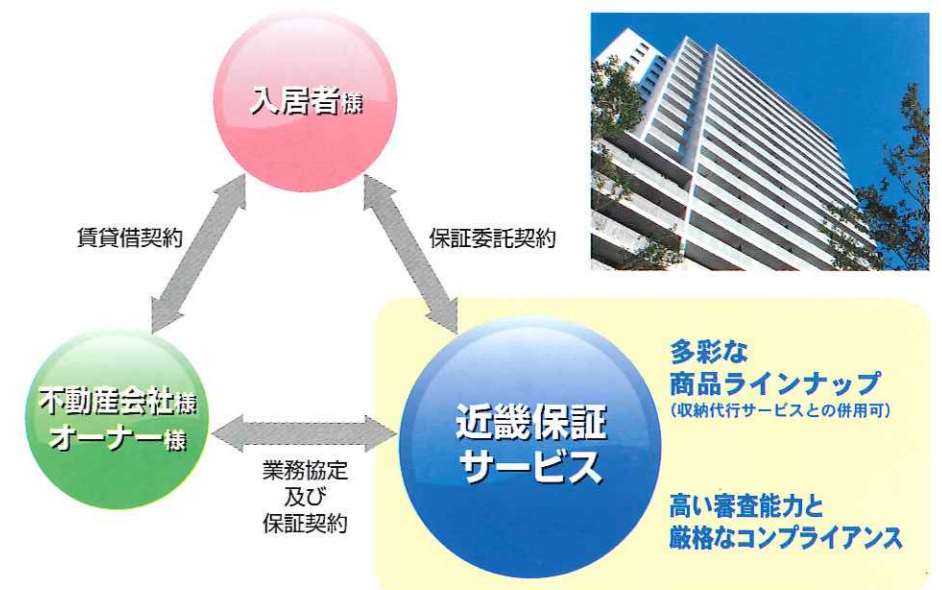 入居者様
賃貸借契約
保証委託契約
不動産会社様
オーナー様
業務協定
及び
保証契約
近畿保証
サービス
多彩な
商品ラインナップ
（収納代行サービスとの併用可）
高い審査能力と
厳格なコンプライアンス